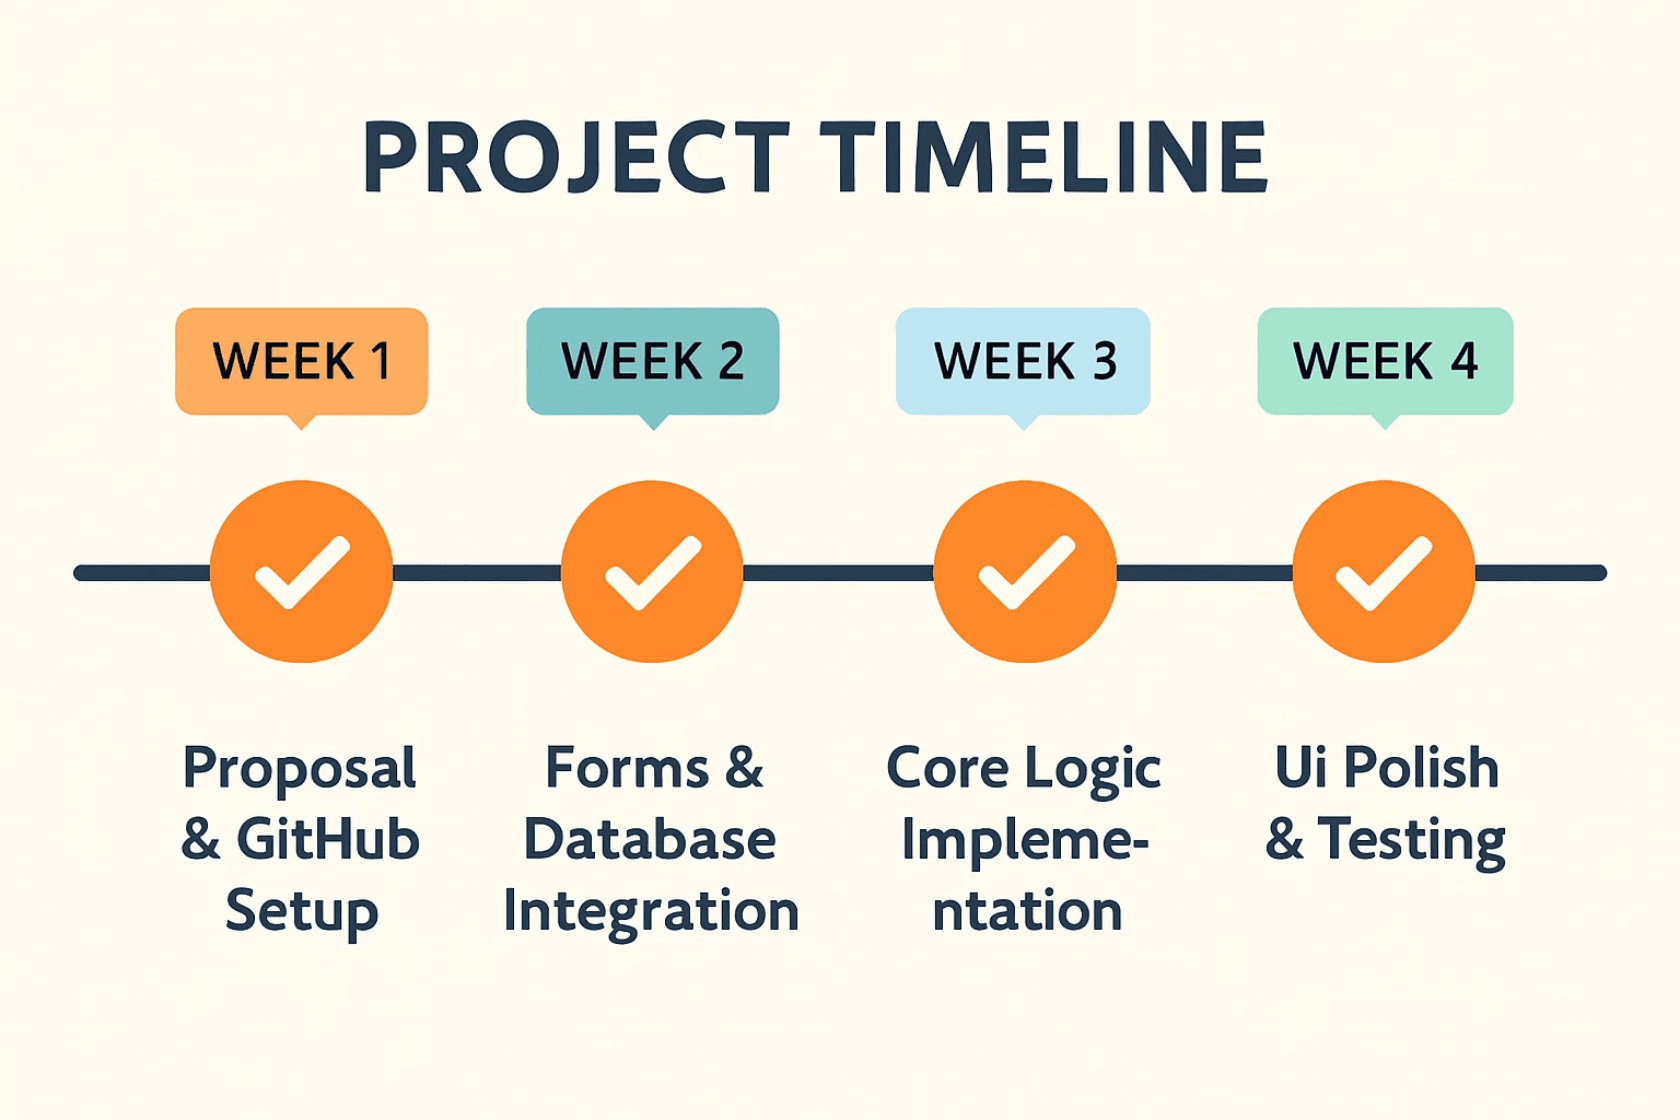 PROJECT TIMELINE
WEEK 1
WEEK 2
WEEK 3
WEEK 4
Proposal
& GitHub
Setup
Forms &
Database
Integration
Core Logic
Impleme-
ntation
Ui Polish
& Testing